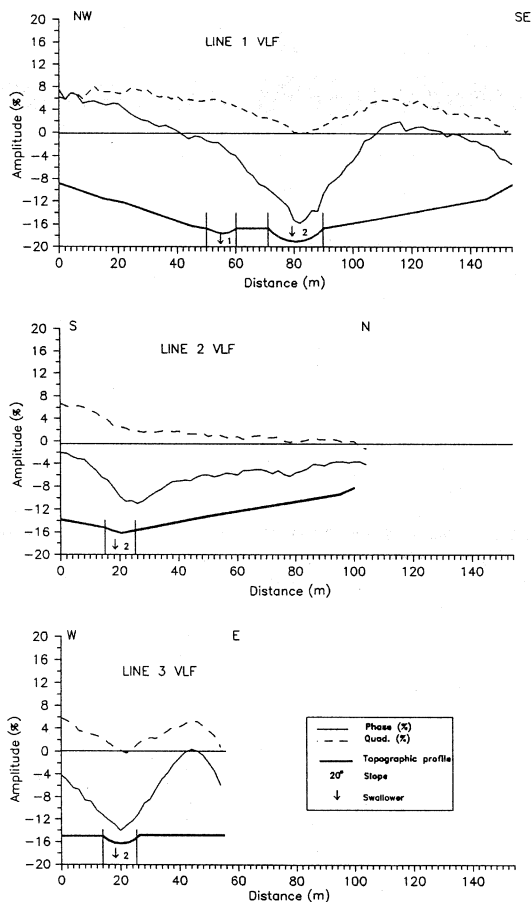 NW SE
LINE 1 VLF
20
16
12
8
4
0
-4
-8
-12
-16
-20
Amplitude (%)
↓ 1 ↓ 2
0 20 40 60 80 100 120 140
Distance (m)
S N
LINE 2 VLF
20
16
12
8
4
0
-4
-8
-12
-16
-20
Amplitude (%)
↓ 2
0 20 40 60 80 100 120 140
Distance (m)
W E
LINE 3 VLF
20
16
12
8
4
0
-4
-8
-12
-16
-20
Amplitude (%)
↓ 2
0 20 40 60 80 100 120 140
Distance (m)
Phase (%)
Quad. (%)
Topographic profile
20° Slope
↓ Swallower